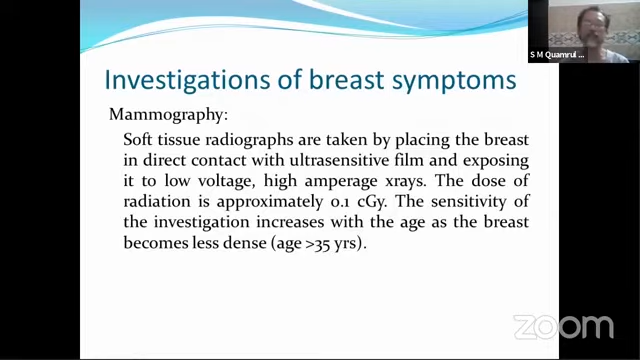 Investigations of breast symptoms
Mammography:
Soft tissue radiographs are taken by placing the breast
in direct contact with ultrasensitive film and exposing
it to low voltage, high amperage xrays. The dose of
radiation is approximately 0.1 cGy. The sensitivity of
the investigation increases with the age as the breast
becomes less dense (age >35 yrs).
S M Quamrul ...
zoom